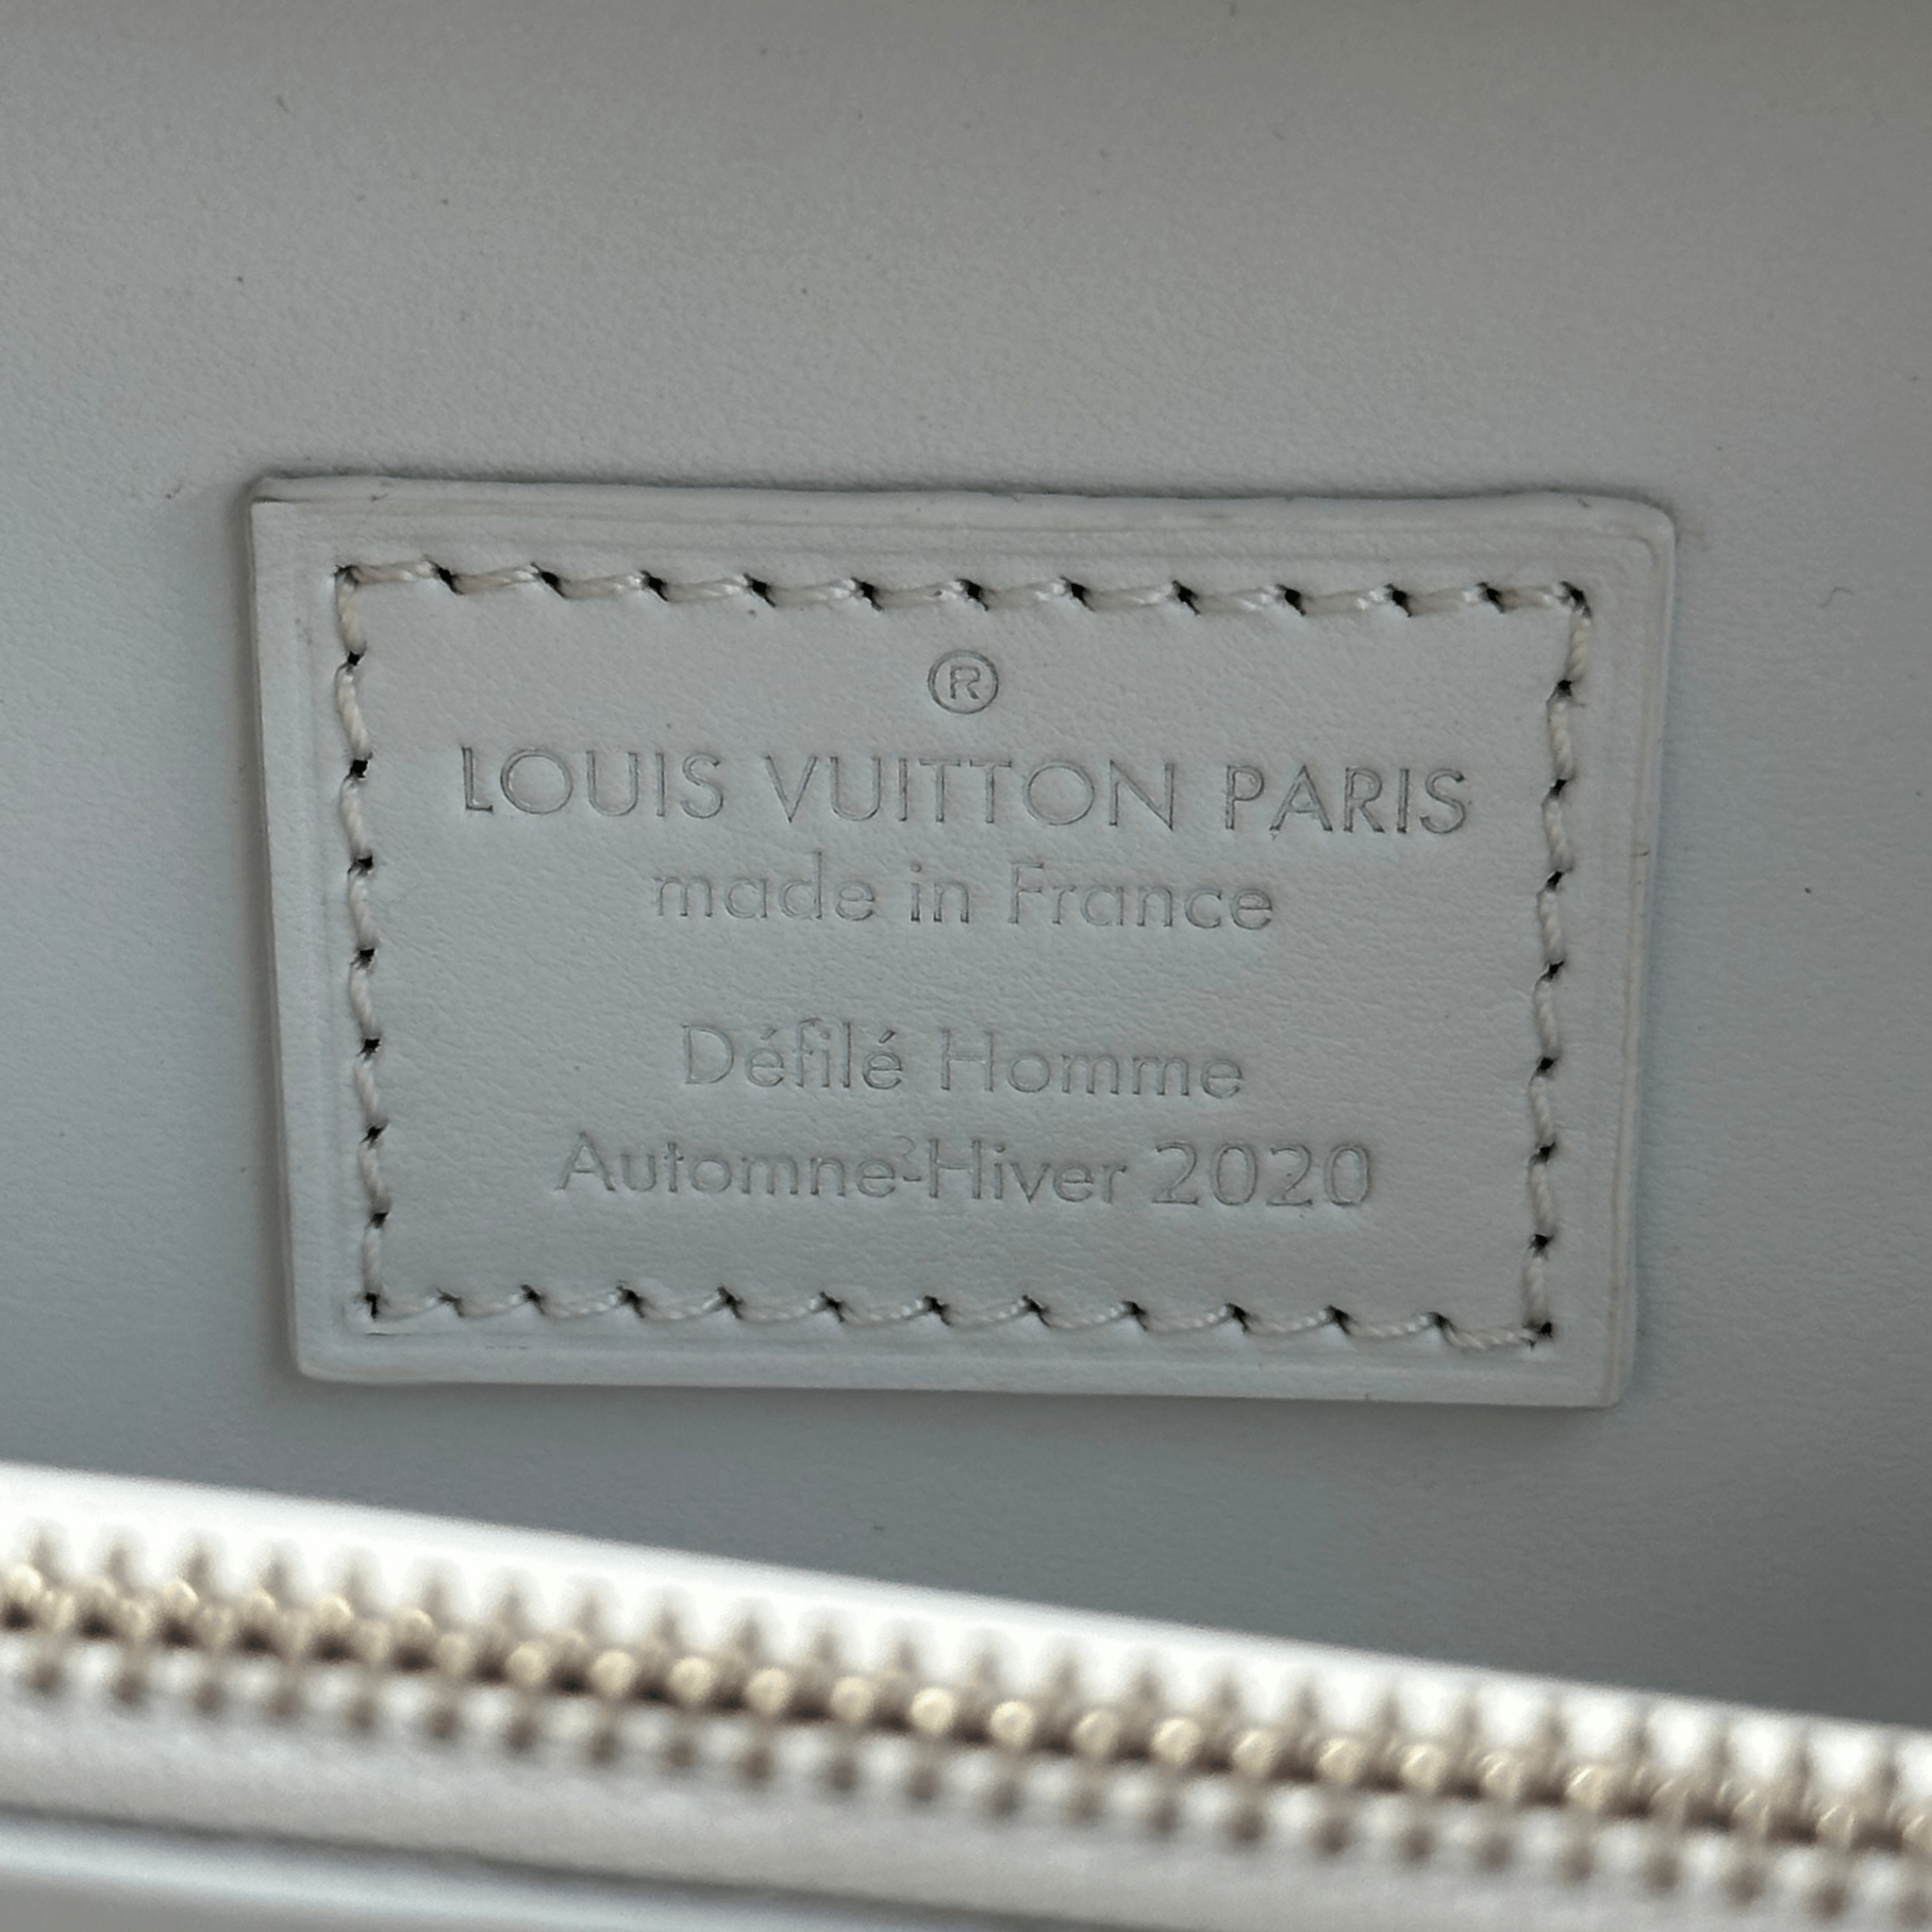 ®
LOUIS VUITTON PARIS
made in France
Défilé Homme
Automne-Hiver 2020